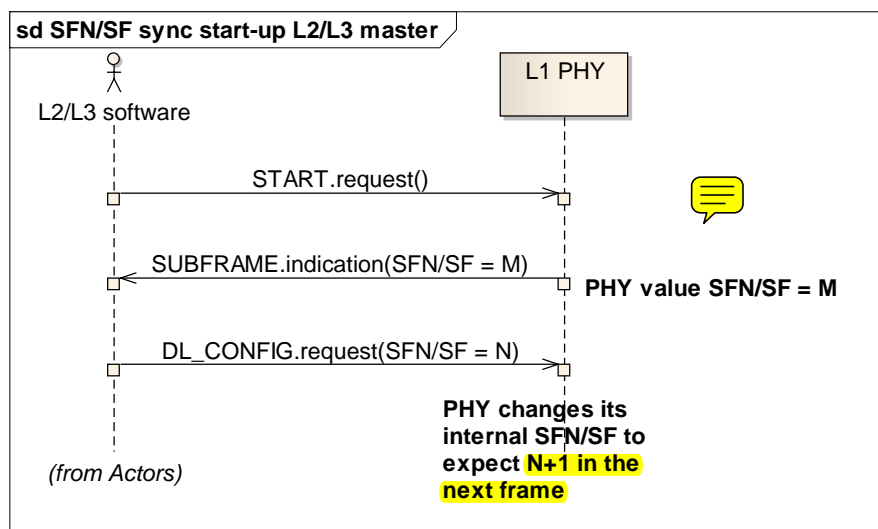 sd SFN/SF sync start-up L2/L3 master
L1 PHY
L2/L3 software
START.request()
SUBFRAME.indication(SFN/SF = M)
PHY value SFN/SF = M
DL_CONFIG.request(SFN/SF = N)
PHY changes its
internal SFN/SF to
expect N+1 in the
next frame
(from Actors)